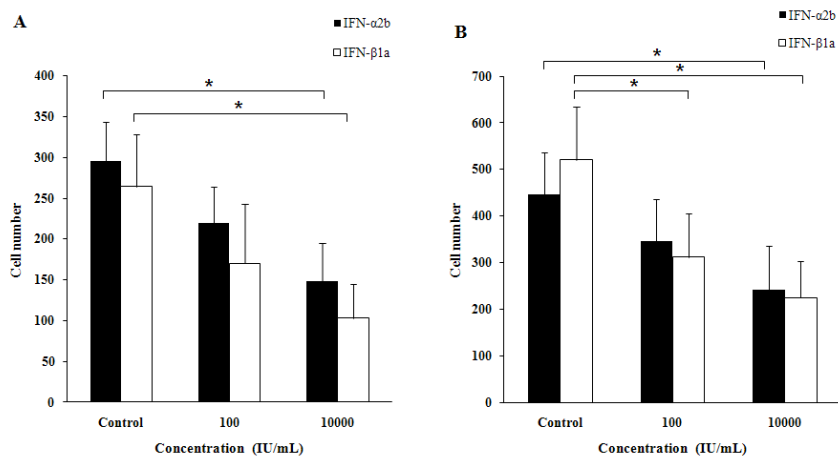 A
IFN-α2b
IFN-β1a
400
350
300
250
200
150
100
50
0
Cell number
* 
*
Control 100 10000
Concentration (IU/mL)
B
IFN-α2b
IFN-β1a
700
600
500
400
300
200
100
0
Cell number
*
*
*
Control 100 10000
Concentration (IU/mL)